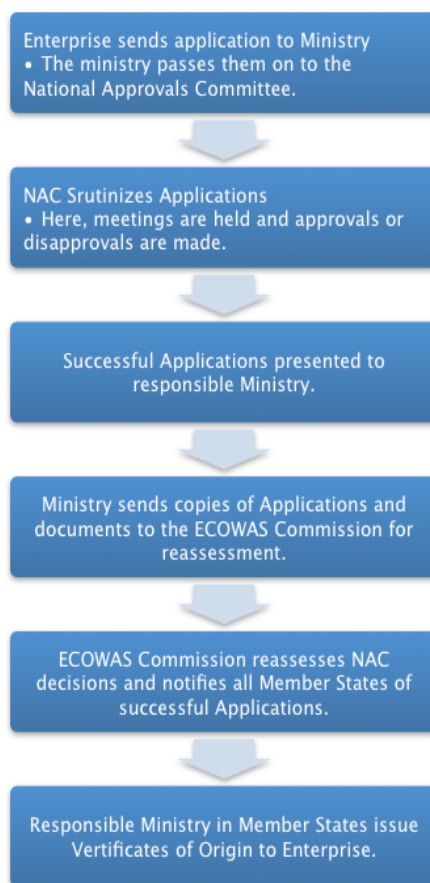 Enterprise sends application to Ministry
• The ministry passes them on to the
National Approvals Committee.
NAC Srutinizes Applications
• Here, meetings are held and approvals or
disapprovals are made.
Successful Applications presented to
responsible Ministry.
Ministry sends copies of Applications and
documents to the ECOWAS Commission for
reassessment.
ECOWAS Commission reassesses NAC
decisions and notifies all Member States of
successful Applications.
Responsible Ministry in Member States issue
Vertificates of Origin to Enterprise.